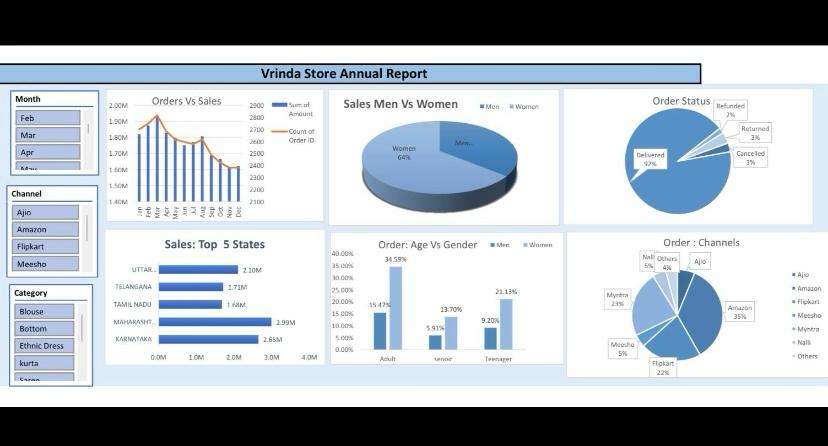 Vrinda Store Annual Report
Month
Feb
Mar
Apr
May
Channel
Ajio
Amazon
Flipkart
Meesho
Category
Blouse
Bottom
Ethnic Dress
kurta
Saree
Orders Vs Sales
2.00M
1.90M
1.80M
1.70M
1.60M
1.50M
1.40M
2900
2800
2700
2600
2500
2400
2300
2200
2100
Jan
Feb
Mar
Apr
May
Jun
Jul
Aug
Sep
Oct
Nov
Dec
Sum of Amount
Count of Order ID
Sales Men Vs Women
Men
Women
Women
64%
Men...
Order Status
Refunded
2%
Returned
3%
Cancelled
3%
Delivered
92%
Sales: Top 5 States
UTTAR...
2.10M
TELANGANA
1.71M
TAMIL NADU
1.68M
MAHARASHT...
2.99M
KARNATAKA
2.65M
0.0M 1.0M 2.0M 3.0M 4.0M
Order: Age Vs Gender
Men
Women
40.00%
35.00%
30.00%
25.00%
20.00%
15.00%
10.00%
5.00%
0.00%
15.47%
34.59%
5.91%
13.70%
9.20%
21.13%
Adult
senoir
Teenager
Order : Channels
Nalli
5%
Others
4%
Ajio
Amazon
35%
Myntra
23%
Meesho
5%
Flipkart
22%
Ajio
Amazon
Flipkart
Meesho
Myntra
Nalli
Others